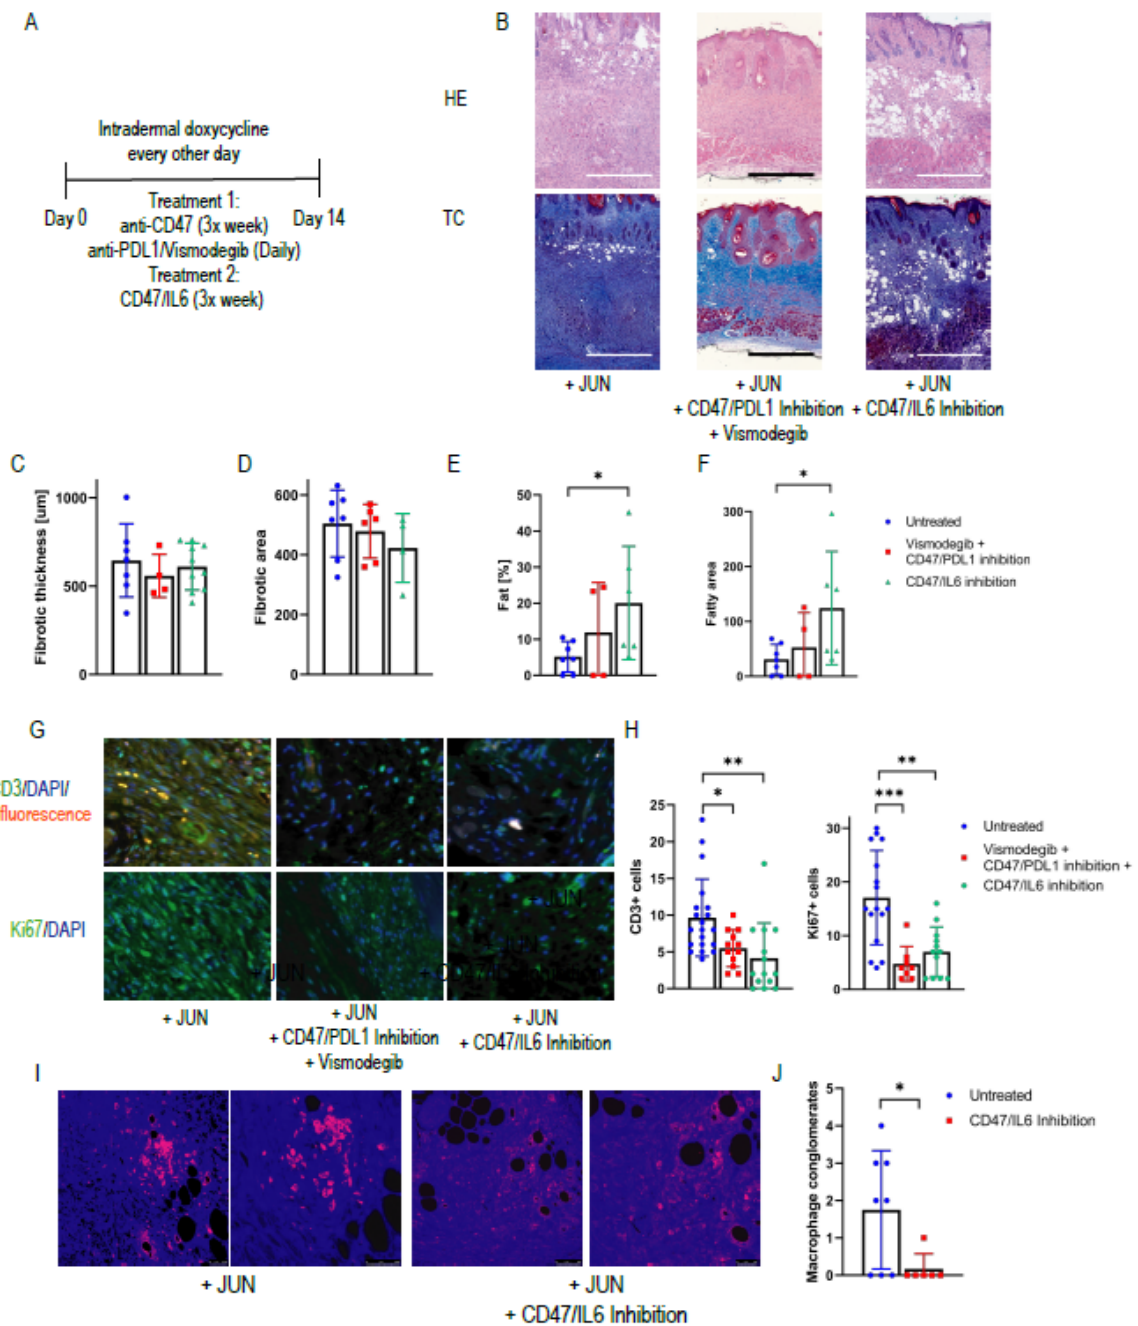 A
Intradermal doxycycline
every other day
Day 0
Day 14
Treatment 1:
anti-CD47 (3x week)
anti-PDL1/Vismodegib (Daily)
Treatment 2:
CD47/IL6 (3x week)
B
HE
TC
+ JUN
+ JUN
+ CD47/PDL1 Inhibition
+ Vismodegib
+ JUN
+ CD47/IL6 Inhibition
C
Fibrotic thickness [um]
1000
500
0
D
Fibrotic area
600
400
200
0
E
*
Fat [%]
50
40
30
20
10
0
F
*
Fatty area
300
200
100
0
Untreated
Vismodegib +
CD47/PDL1 inhibition
CD47/IL6 inhibition
G
D3/DAPI/
fluorescence
Ki67/DAPI
+ JUN
+ JUN
+ JUN
+ JUN
+ JUN
+ CD47/PDL1 Inhibition
+ Vismodegib
+ JUN
+ CD47/IL6 Inhibition
H
**
*
CD3+ cells
25
20
15
10
5
0
**
***
Ki67+ cells
30
20
10
0
Untreated
Vismodegib +
CD47/PDL1 inhibition +
CD47/IL6 inhibition
I
+ JUN
+ JUN
+ CD47/IL6 Inhibition
J
*
Macrophage conglomerates
5
4
3
2
1
0
Untreated
CD47/IL6 Inhibition